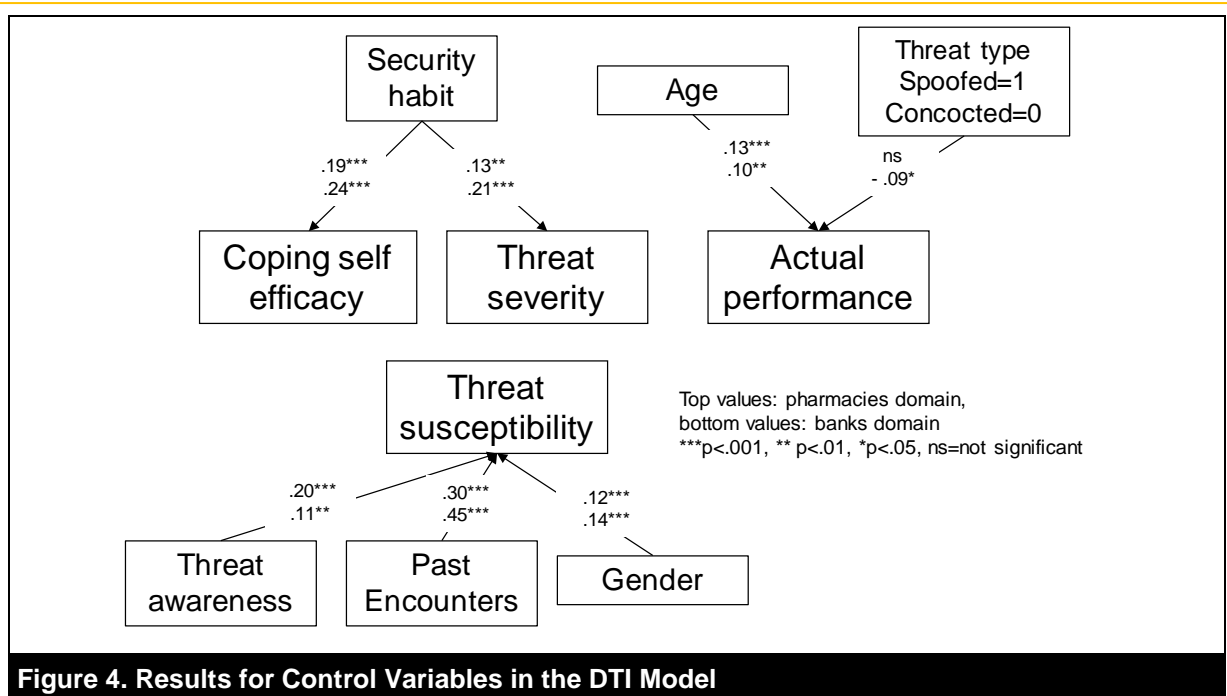 Security
habit
Age
Threat type
Spoofed=1
Concocted=0
.19***
.24***
.13**
.21***
.13***
.10**
ns
- .09*
Coping self
efficacy
Threat
severity
Actual
performance
Threat
susceptibility
Top values: pharmacies domain,
bottom values: banks domain
***p<.001, ** p<.01, *p<.05, ns=not significant
.20***
.11**
.30***
.45***
.12***
.14***
Threat
awareness
Past
Encounters
Gender
Figure 4. Results for Control Variables in the DTI Model